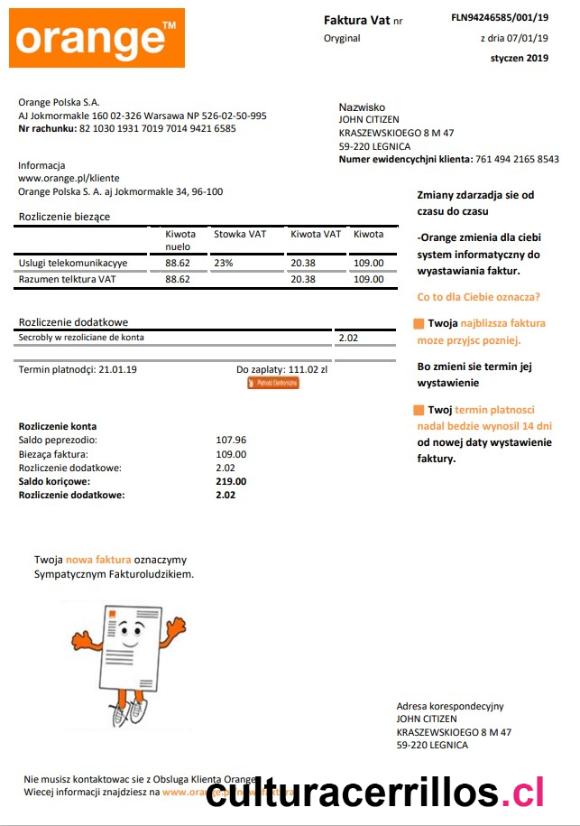 orange™
Faktura Vat nr
FLN94246585/001/19
Oryginal
z dria 07/01/19
styczen 2019
Orange Polska S.A.
AJ Jokmormakle 160 02-326 Warsawa NP 526-02-50-995
Nr rachunku: 82 1030 1931 7019 7014 9421 6585
Nazwisko
JOHN CITIZEN
KRASZEWSKIOEGO 8 M 47
59-220 LEGNICA
Numer ewidencychjni klienta: 761 494 2165 8543
Informacja
www.orange.pl/kliente
Orange Polska S. A. aj Jokmormakle 34, 96-100
Rozliczenie biezące
Kiwota nuelo Stowka VAT Kiwota VAT Kiwota
Uslugi telekomunikacyye 88.62 23% 20.38 109.00
Razumen telktura VAT 88.62 20.38 109.00
Rozliczenie dodatkowe
Secrobly w rezoliciane de konta 2.02
Termin platnodçi: 21.01.19
Do zaplaty: 111.02 zl
Rozliczenie konta
Saldo peprezodio: 107.96
Biezaça faktura: 109.00
Rozliczenie dodatkowe: 2.02
Saldo koriçowe: 219.00
Rozliczenie dodatkowe: 2.02
Zmiany zdarzadja sie od
czasu do czasu
-Orange zmienia dla ciebi
system informatyczny do
wyastawiania faktur.
Co to dla Ciebie oznacza?
Twoja najblizsza faktura
moze przyjsc pozniej.
Bo zmieni sie termin jej
wystawienie
Twoj termin platnosci
nadal bedzie wynosil 14 dni
od nowej daty wystawienie
faktury.
Twoja nowa faktura oznaczymy
Sympatycznym Fakturoludzikiem.
Adresa korespondecyjny
JOHN CITIZEN
KRASZEWSKIOEGO 8 M 47
59-220 LEGNICA
Nie musisz kontaktowac sie z Obsluga Klienta Orange
Wiecej informacji znajdziesz na www.orange.pl/nowafaktura
culturacerrillos.cl